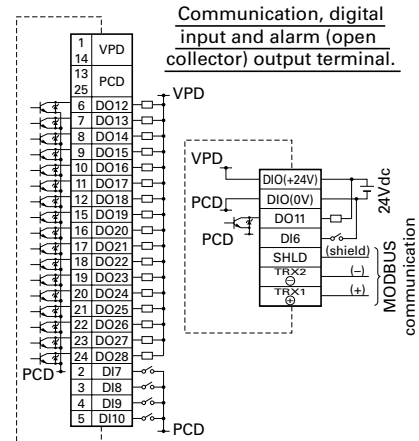 Communication, digital
input and alarm (open
collector) output terminal.
1
14 VPD
13
25 PCD
VPD
6 DO12
7 DO13
8 DO14
9 DO15
10 DO16
11 DO17
12 DO18
15 DO19
16 DO20
17 DO21
18 DO22
19 DO23
20 DO24
21 DO25
22 DO26
23 DO27
24 DO28
PCD
2 DI7
3 DI8
4 DI9
5 DI10
PCD
VPD
DIO(+24V)
24Vdc
PCD
DIO(0V)
DO11
PCD
DI6
SHLD (shield)
TRX2 (−)
⊖
TRX1 (+)
⊕
MODBUS
communication